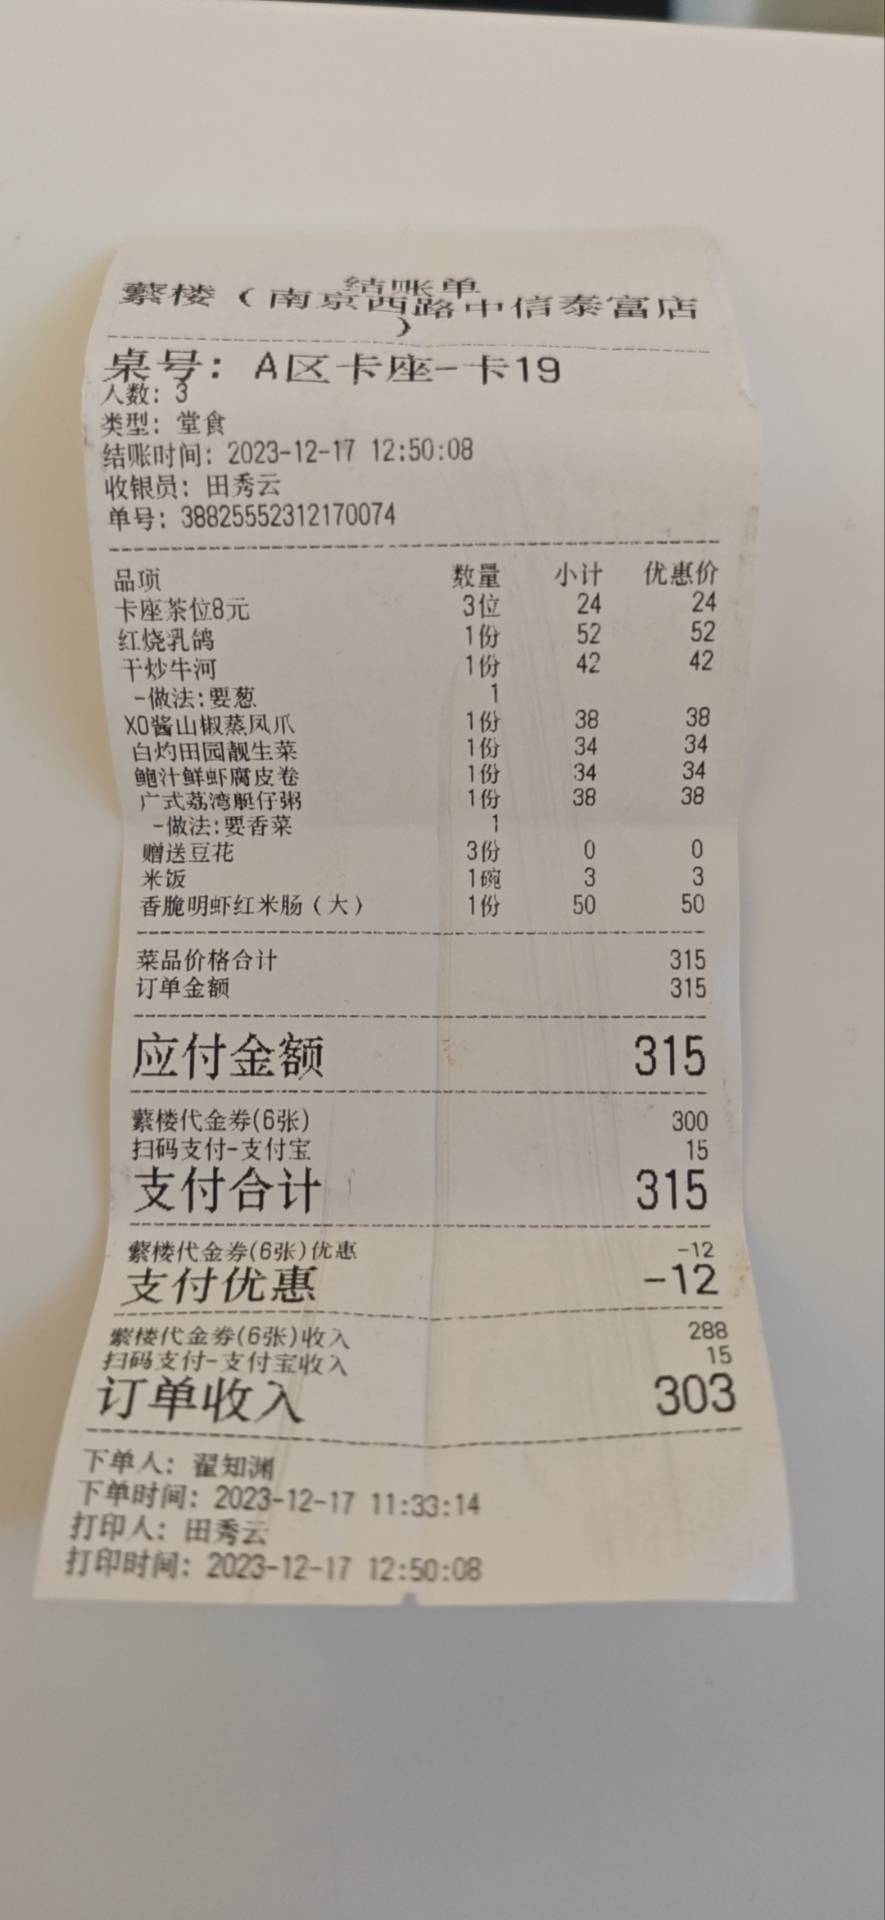 结账单
蘩楼（南京西路中信泰富店
）
桌号: A区卡座-卡19
人数: 3
类型: 堂食
结账时间: 2023-12-17 12:50:08
收银员: 田秀云
单号: 38825552312170074
品项 数量 小计 优惠价
卡座茶位8元 3位 24 24
红烧乳鸽 1份 52 52
干炒牛河 1份 42 42
-做法:要葱 1
XO酱山椒蒸凤爪 1份 38 38
白灼田园靓生菜 1份 34 34
鲍汁鲜虾腐皮卷 1份 34 34
广式荔湾艇仔粥 1份 38 38
-做法:要香菜 1
赠送豆花 3份 0 0
米饭 1碗 3 3
香脆明虾红米肠（大） 1份 50 50
菜品价格合计 315
订单金额 315
应付金额 315
蘩楼代金券(6张) 300
扫码支付-支付宝 15
支付合计 315
蘩楼代金券(6张)优惠 -12
支付优惠 -12
蘩楼代金券(6张)收入 288
扫码支付-支付宝收入 15
订单收入 303
下单人: 翟知渊
下单时间: 2023-12-17 11:33:14
打印人: 田秀云
打印时间: 2023-12-17 12:50:08